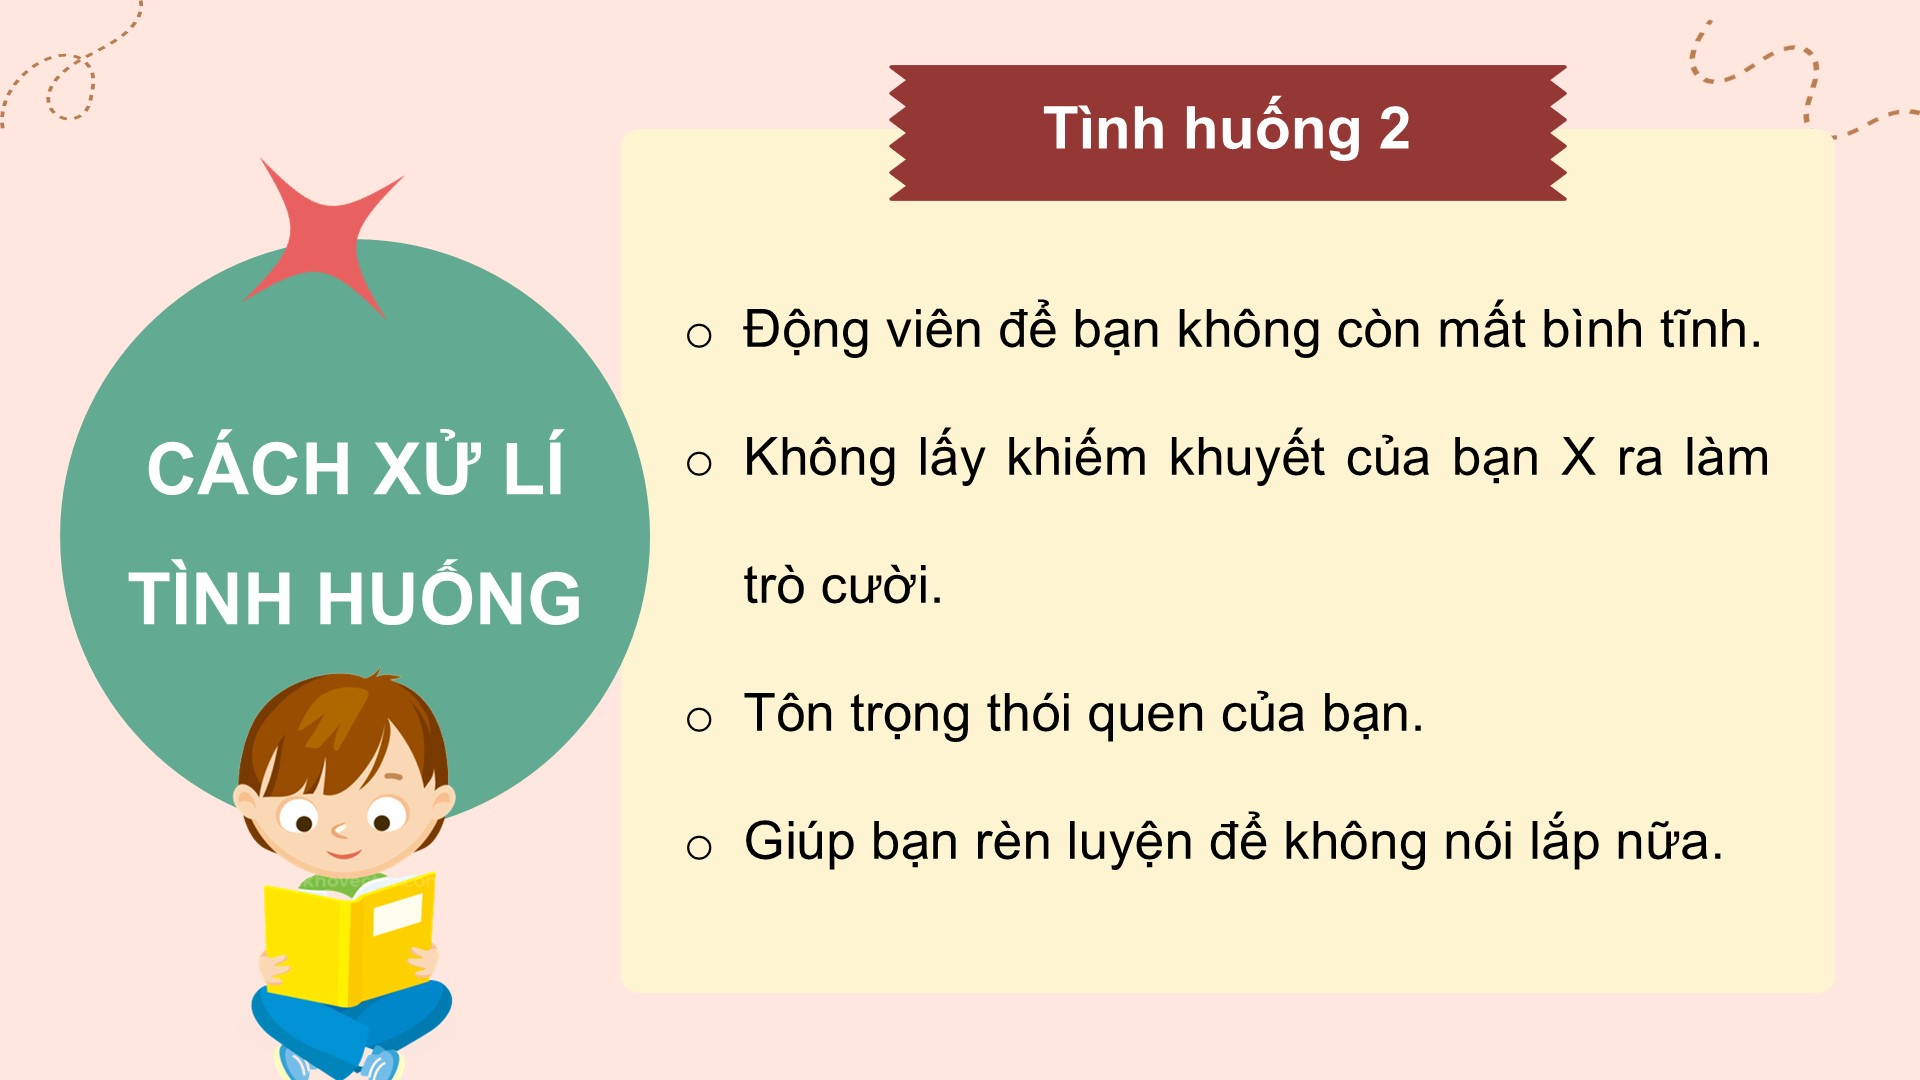 Tình huống 2
CÁCH XỬ LÍ
TÌNH HUỐNG
o Động viên để bạn không còn mất bình tĩnh.
o Không lấy khiếm khuyết của bạn X ra làm
trò cười.
o Tôn trọng thói quen của bạn.
o Giúp bạn rèn luyện để không nói lắp nữa.